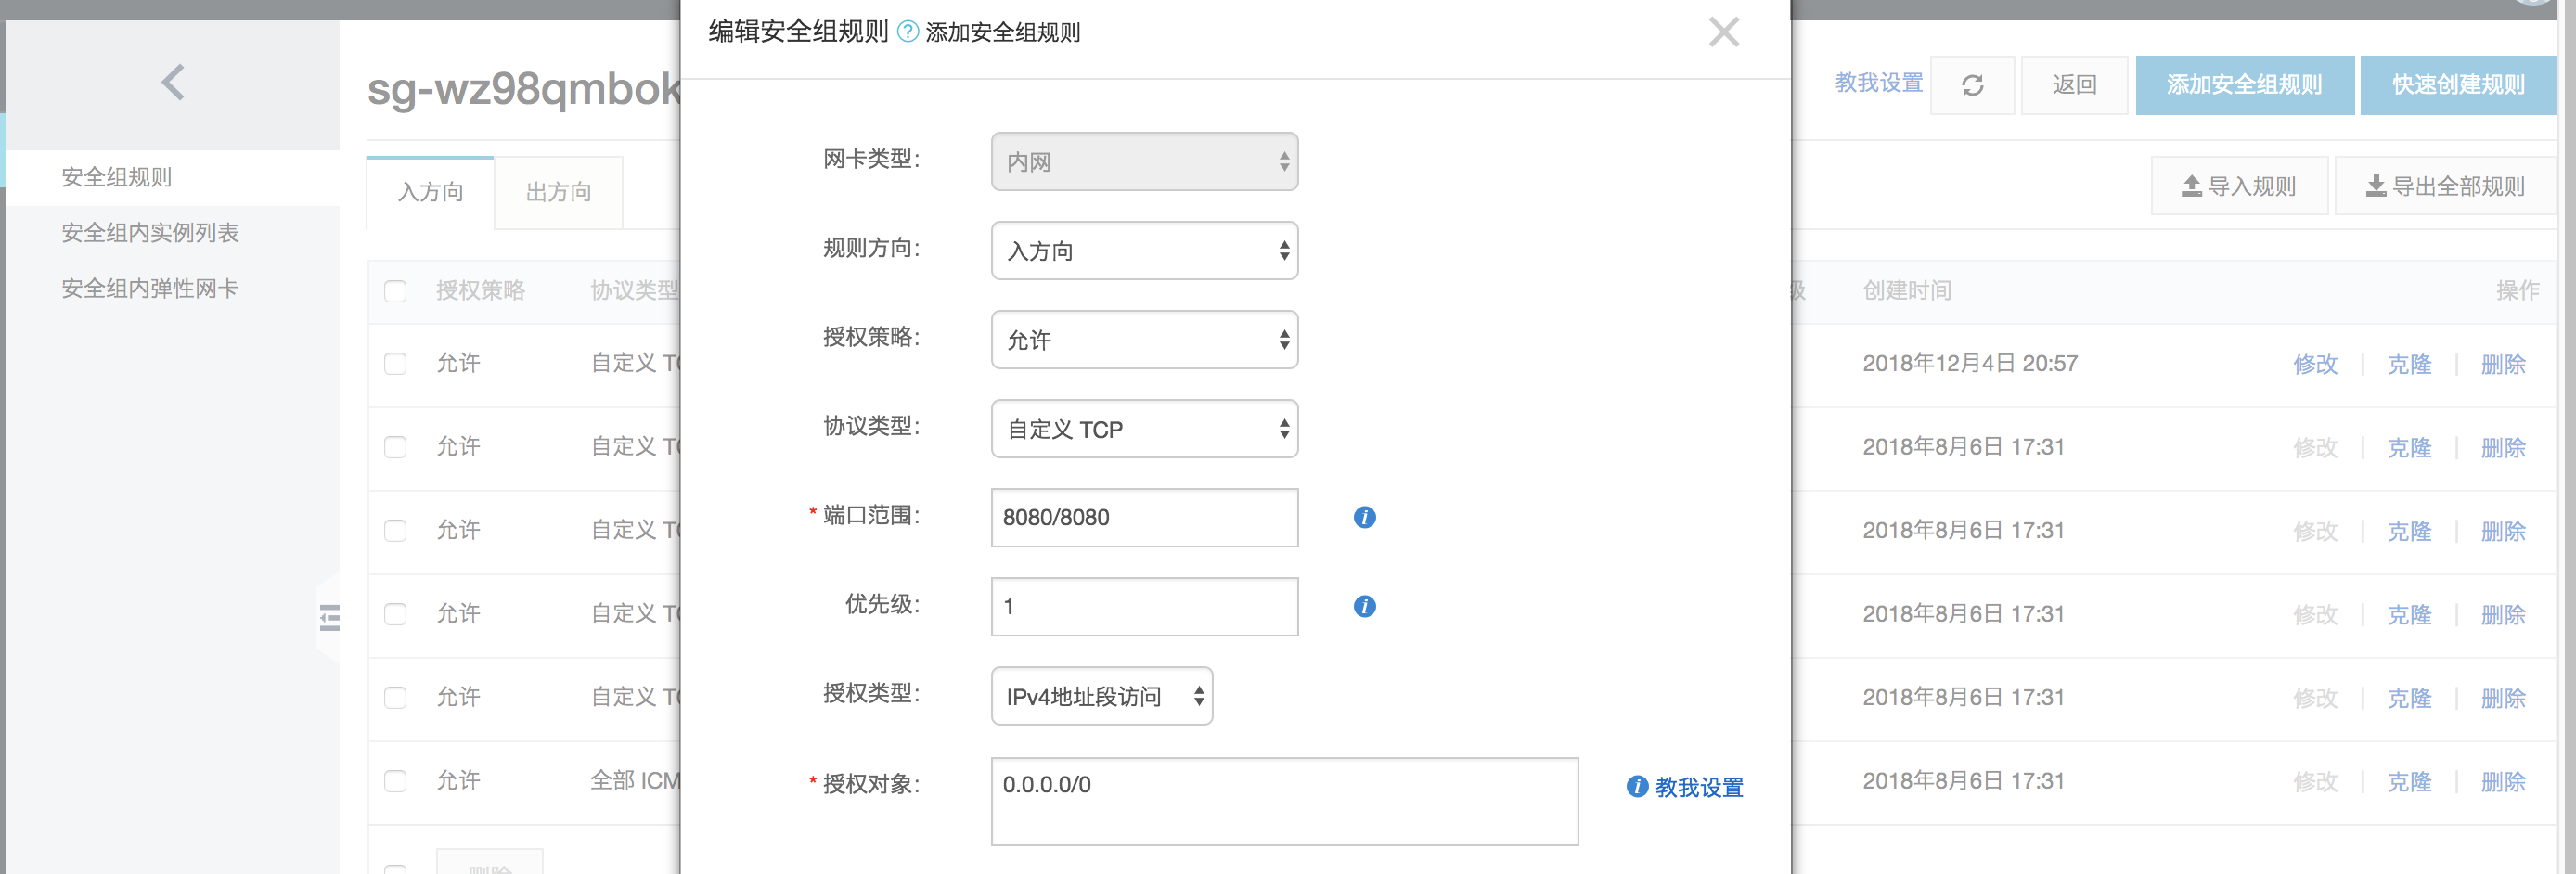 编辑安全组规则 ? 添加安全组规则
sg-wz98qmbok
教我设置 返回 添加安全组规则 快速创建规则
安全组规则
安全组内实例列表
安全组内弹性网卡
入方向 出方向
导入规则 导出全部规则
网卡类型: 内网
规则方向: 入方向
授权策略: 允许
协议类型: 自定义 TCP
* 端口范围: 8080/8080
优先级: 1
授权类型: IPv4地址段访问
* 授权对象: 0.0.0.0/0
教我设置
授权策略 协议类型 级 创建时间 操作
允许 自定义 TC 2018年12月4日 20:57 修改 | 克隆 | 删除
允许 自定义 TC 2018年8月6日 17:31 修改 | 克隆 | 删除
允许 自定义 TC 2018年8月6日 17:31 修改 | 克隆 | 删除
允许 自定义 TC 2018年8月6日 17:31 修改 | 克隆 | 删除
允许 自定义 TC 2018年8月6日 17:31 修改 | 克隆 | 删除
允许 全部 ICM 2018年8月6日 17:31 修改 | 克隆 | 删除
删除